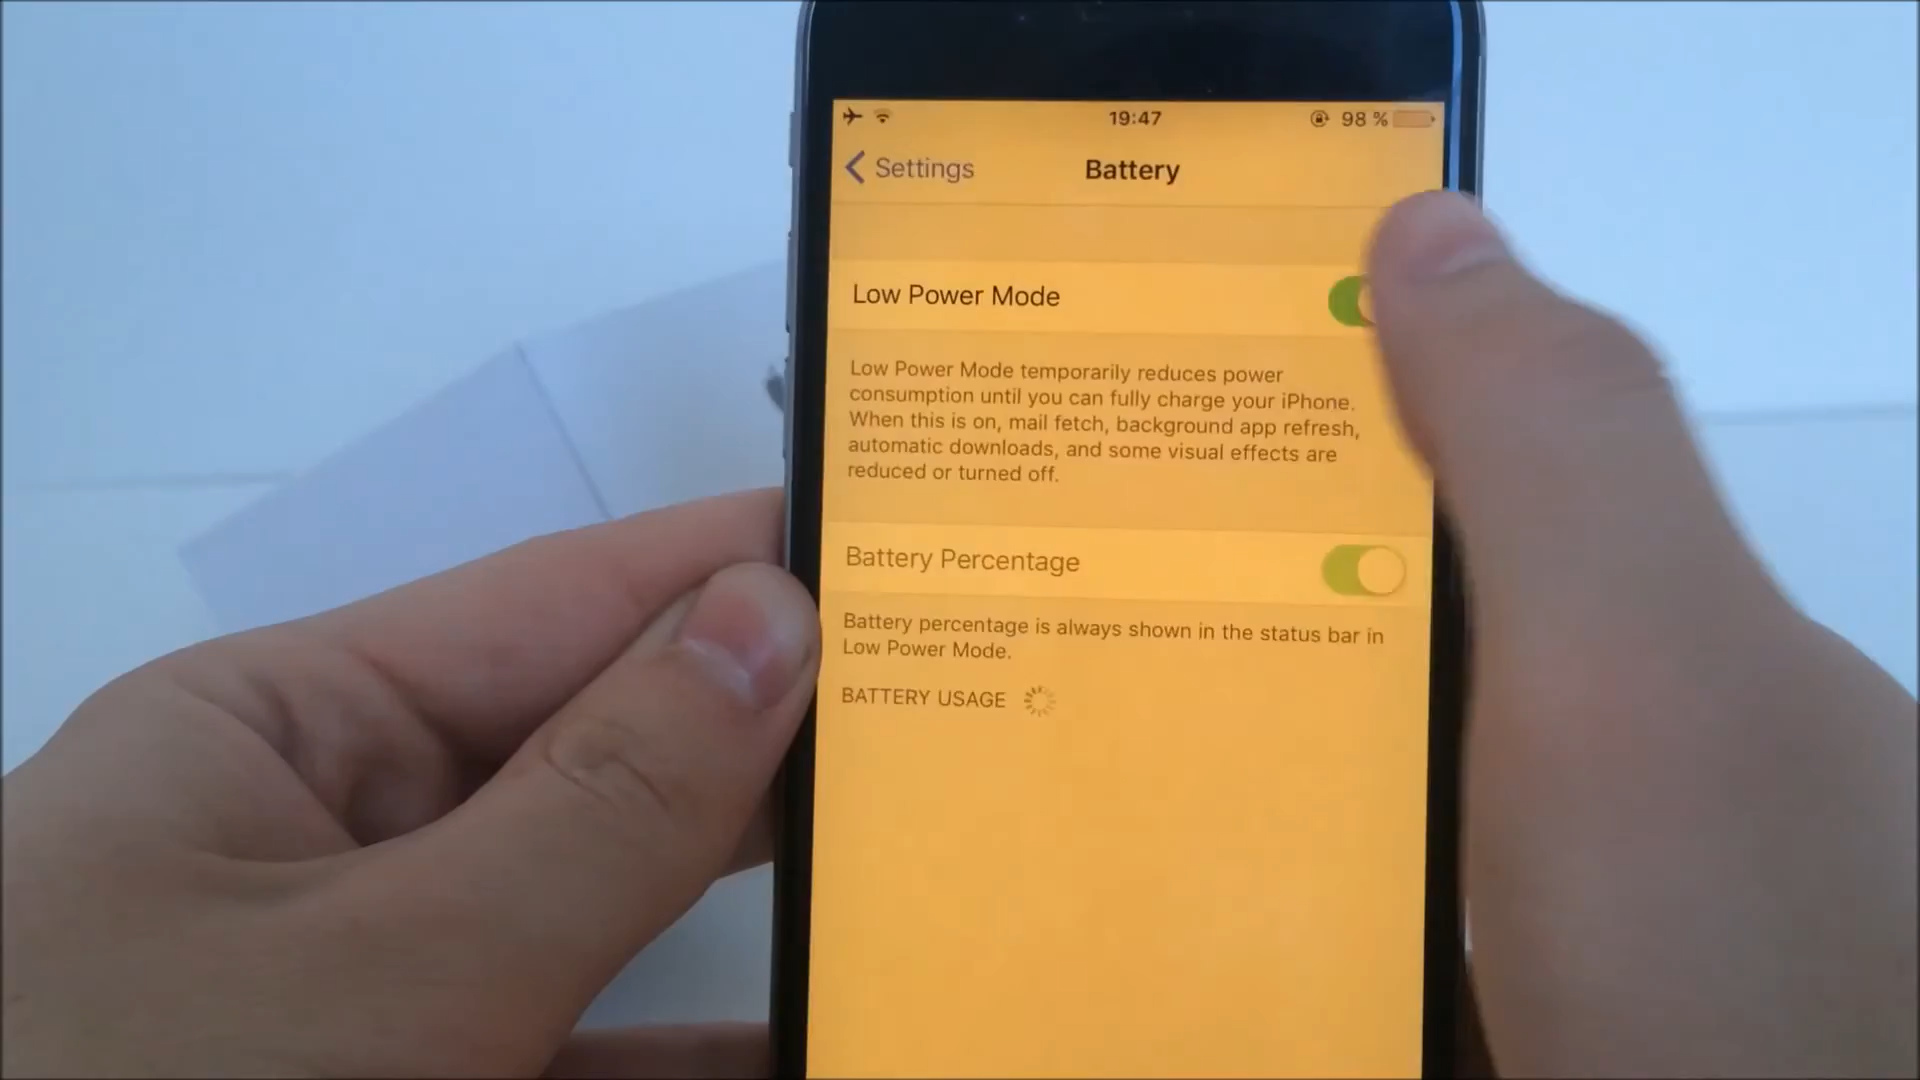 19:47
98 %
Settings
Battery
Low Power Mode
Low Power Mode temporarily reduces power
consumption until you can fully charge your iPhone.
When this is on, mail fetch, background app refresh,
automatic downloads, and some visual effects are
reduced or turned off.
Battery Percentage
Battery percentage is always shown in the status bar in
Low Power Mode.
BATTERY USAGE